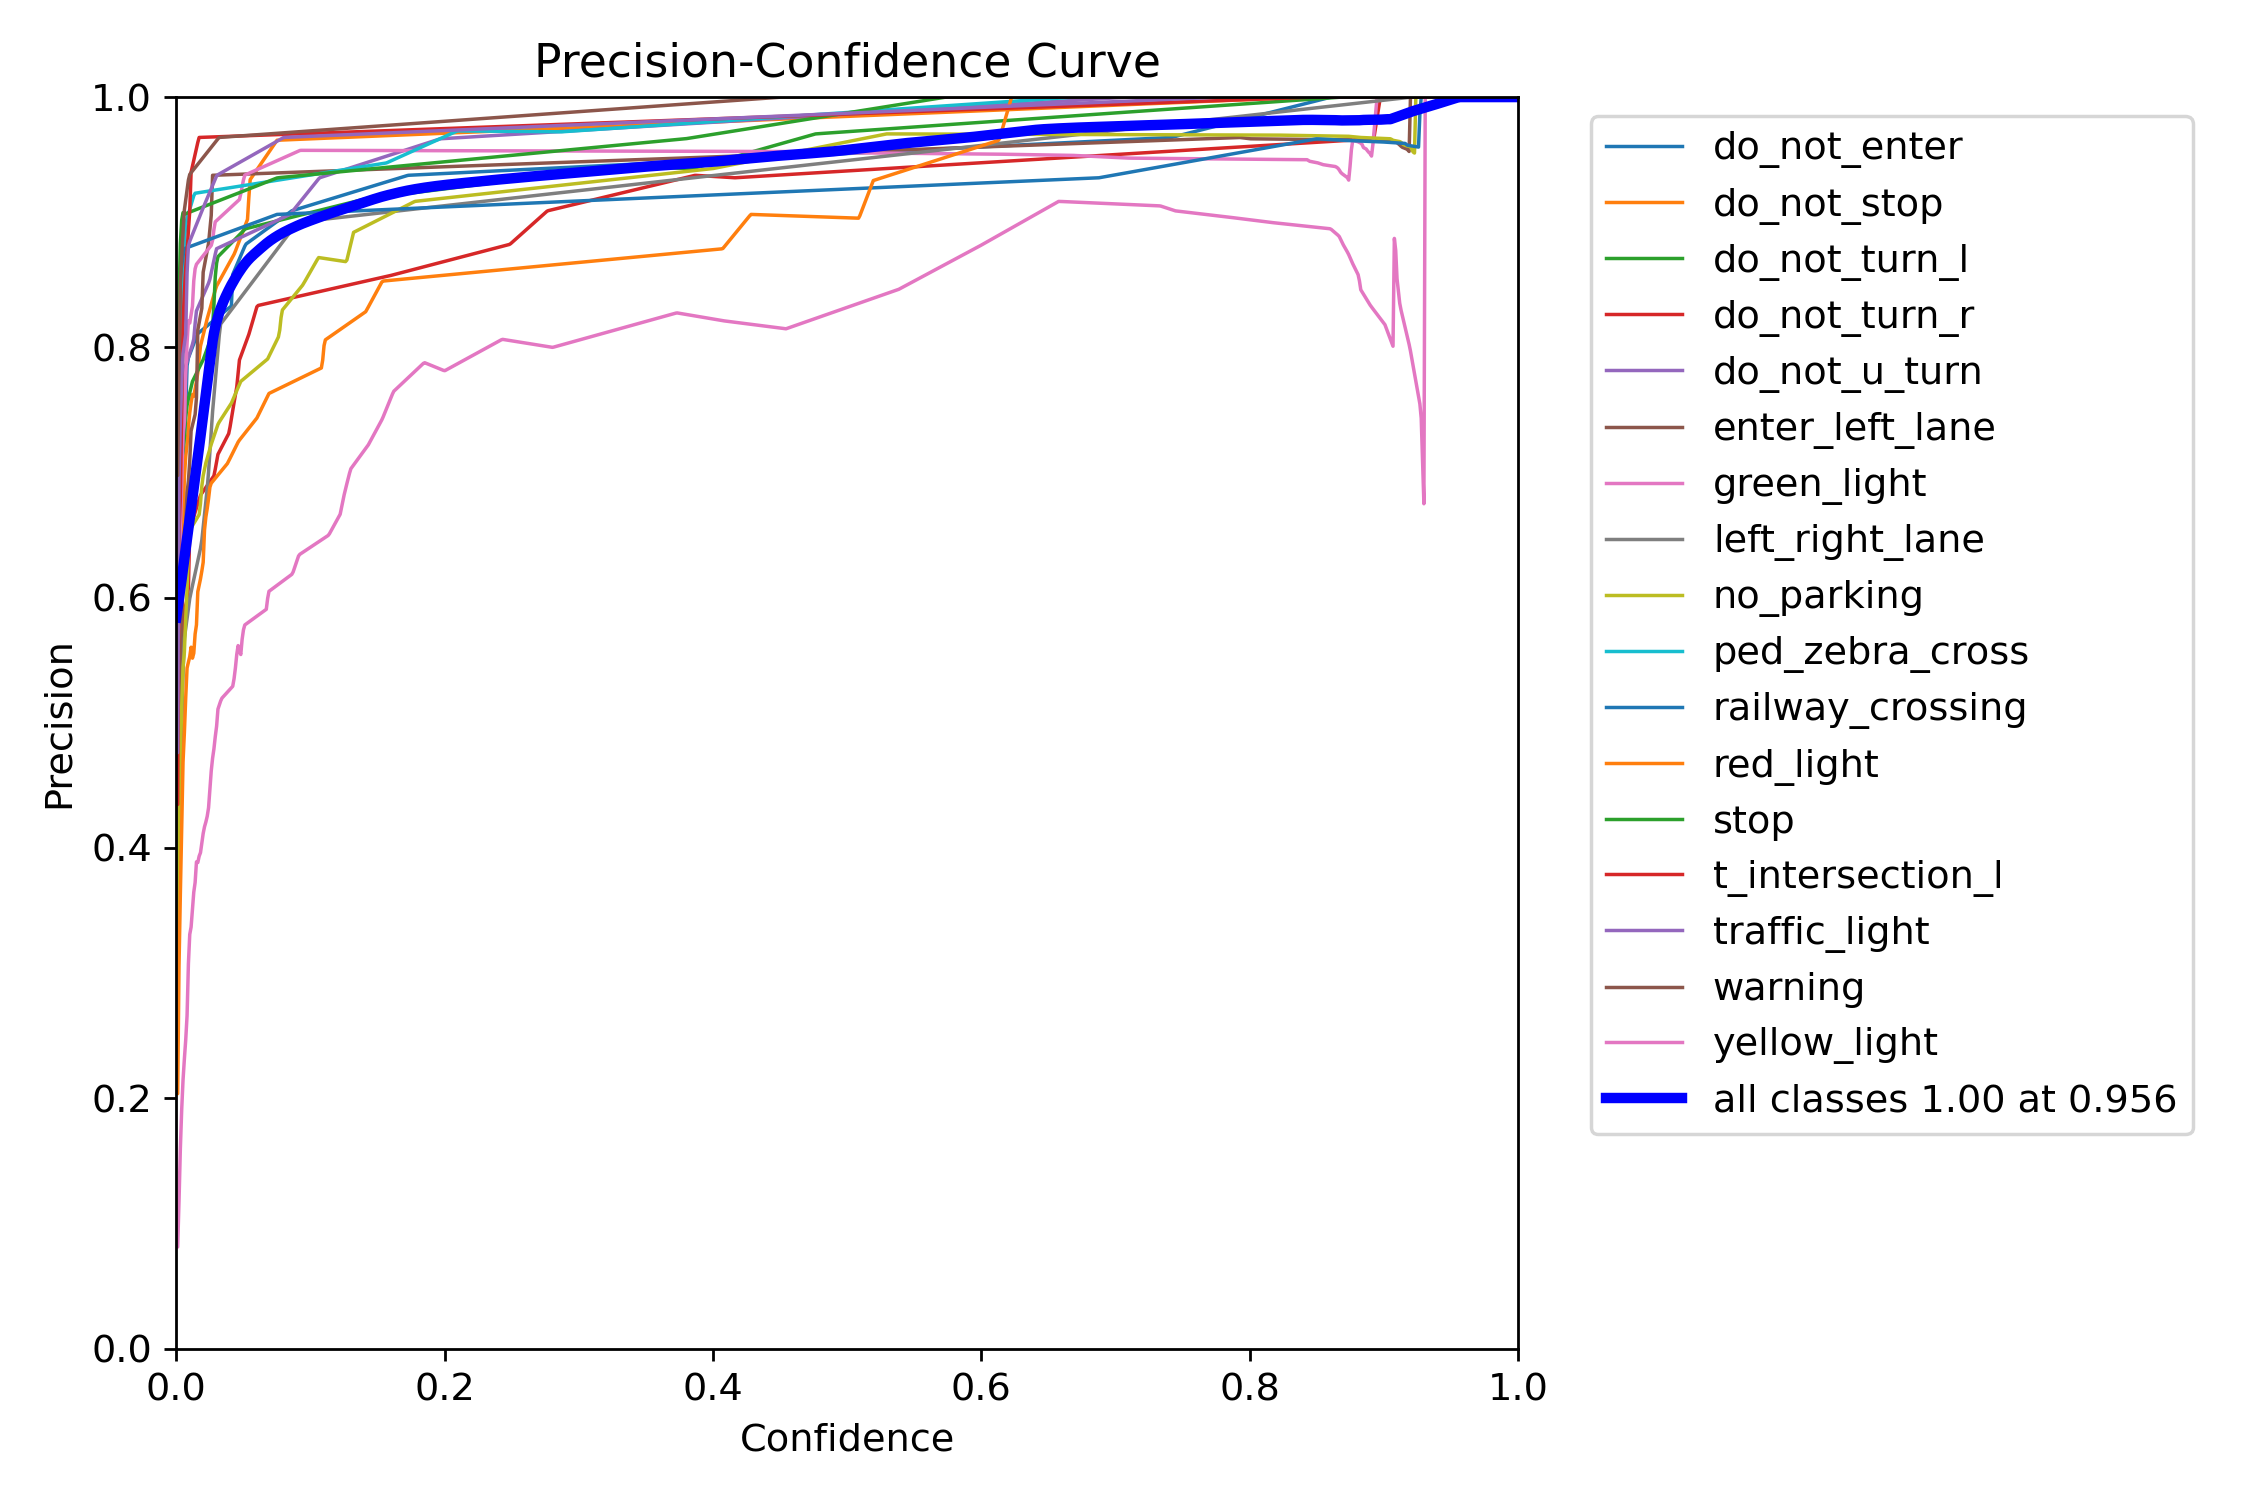 Precision-Confidence Curve
1.0
0.8
0.6
0.4
0.2
0.0
Precision
0.0 0.2 0.4 0.6 0.8 1.0
Confidence
do_not_enter
do_not_stop
do_not_turn_l
do_not_turn_r
do_not_u_turn
enter_left_lane
green_light
left_right_lane
no_parking
ped_zebra_cross
railway_crossing
red_light
stop
t_intersection_l
traffic_light
warning
yellow_light
all classes 1.00 at 0.956